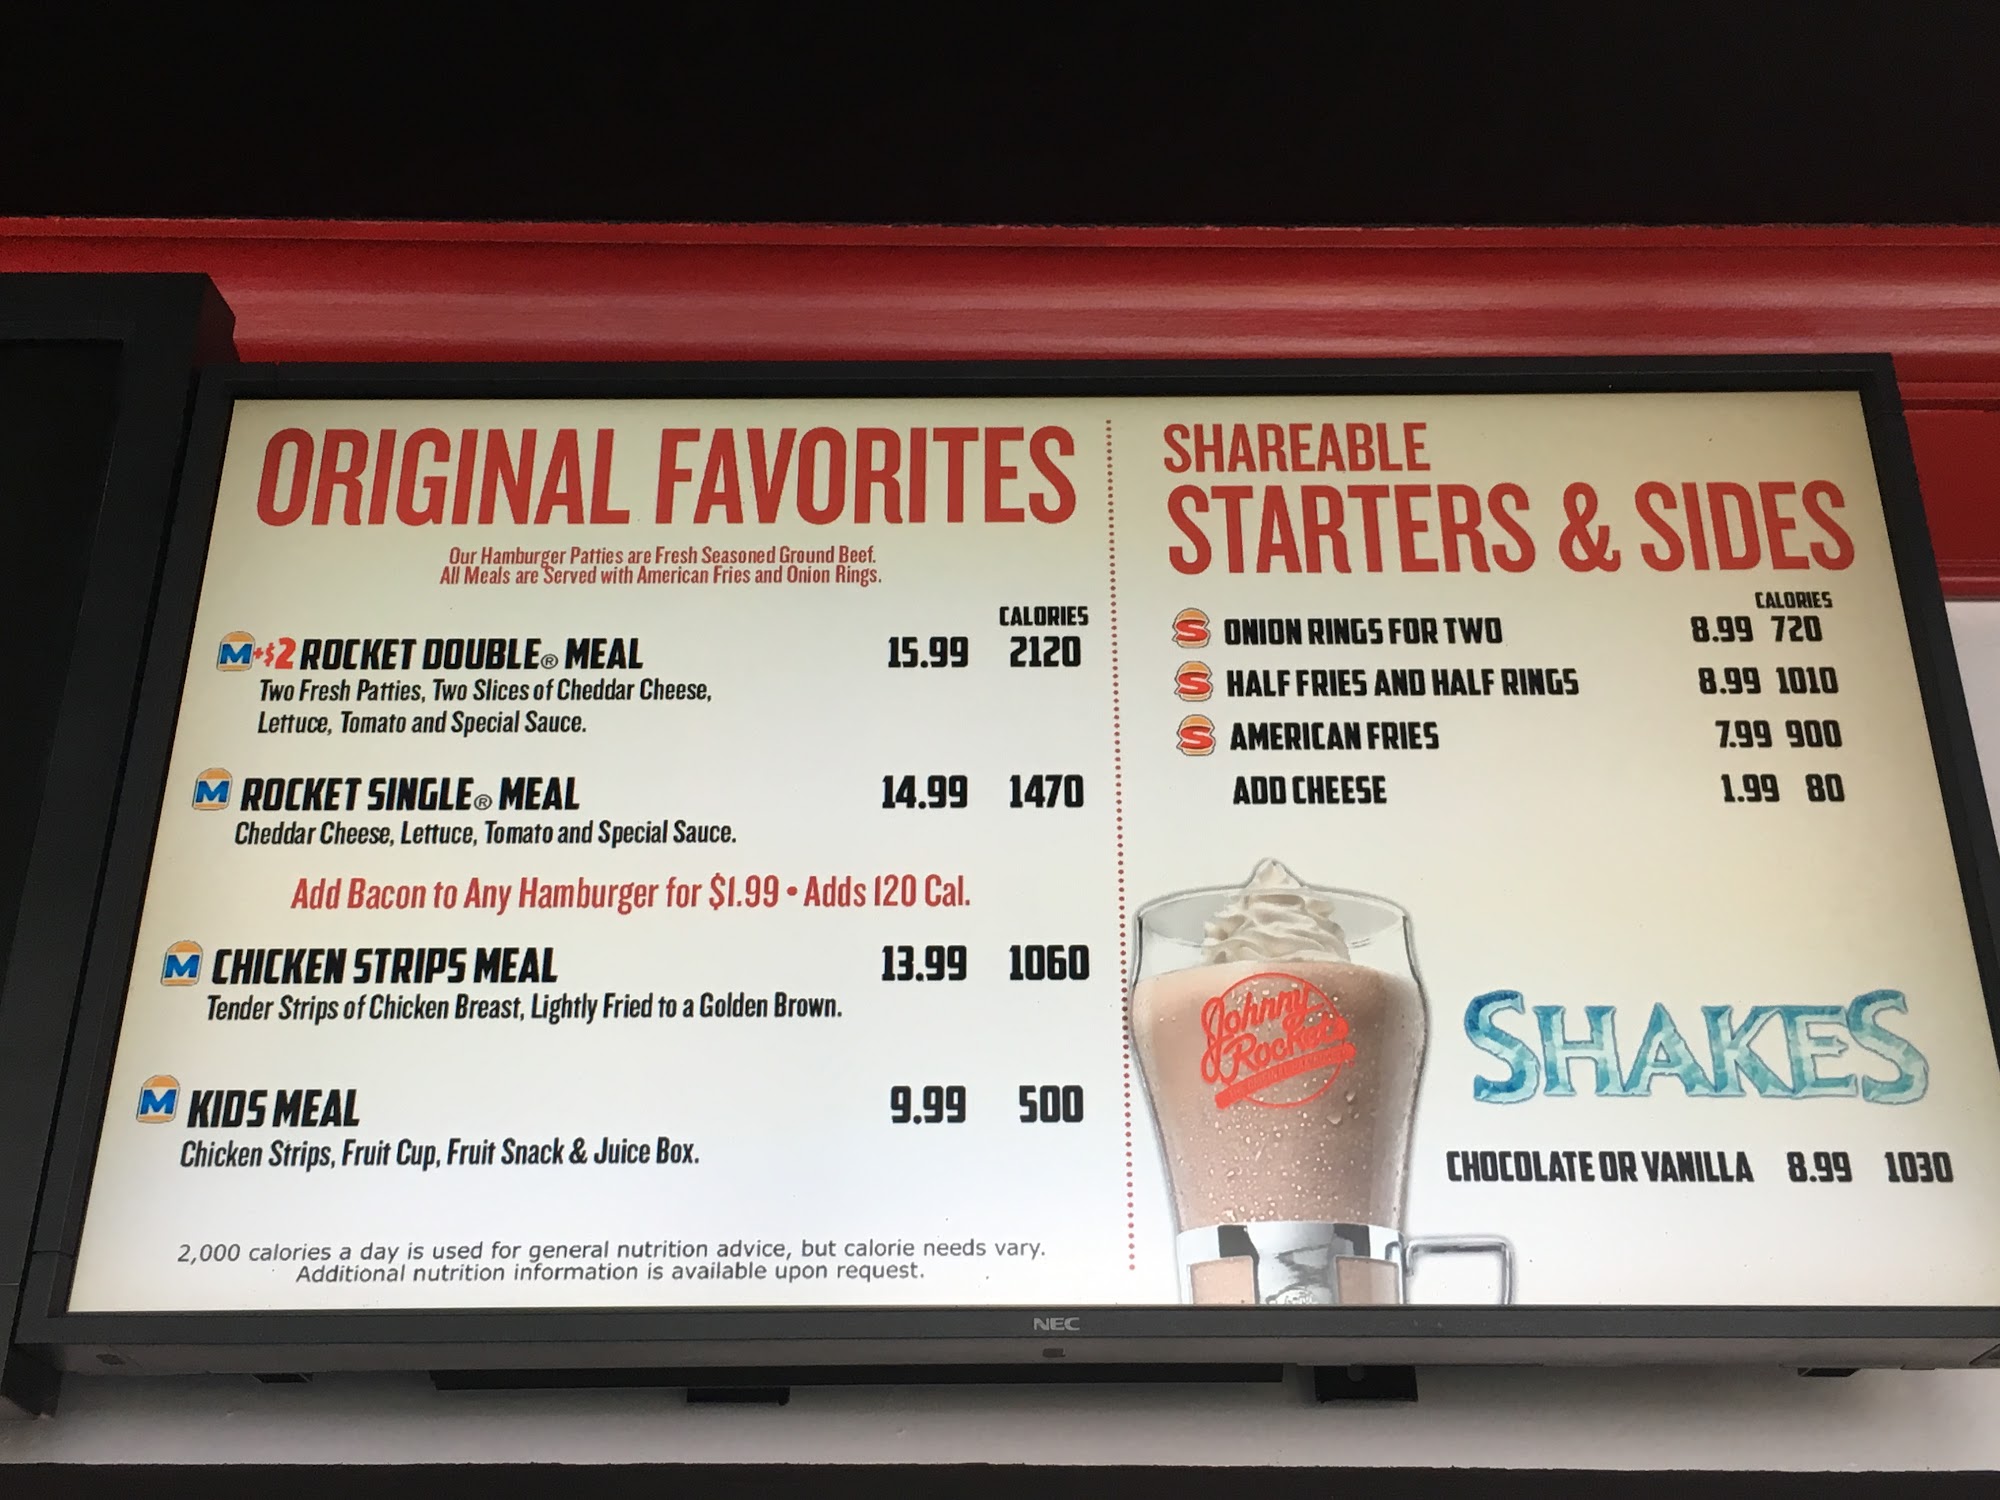 ORIGINAL FAVORITES
Our Hamburger Patties are Fresh Seasoned Ground Beef.
All Meals are Served with American Fries and Onion Rings.
CALORIES
M+$2 ROCKET DOUBLE® MEAL 15.99 2120
Two Fresh Patties, Two Slices of Cheddar Cheese,
Lettuce, Tomato and Special Sauce.
M ROCKET SINGLE® MEAL 14.99 1470
Cheddar Cheese, Lettuce, Tomato and Special Sauce.
Add Bacon to Any Hamburger for $1.99 • Adds 120 Cal.
M CHICKEN STRIPS MEAL 13.99 1060
Tender Strips of Chicken Breast, Lightly Fried to a Golden Brown.
M KIDS MEAL 9.99 500
Chicken Strips, Fruit Cup, Fruit Snack & Juice Box.
2,000 calories a day is used for general nutrition advice, but calorie needs vary.
Additional nutrition information is available upon request.
SHAREABLE
STARTERS & SIDES
CALORIES
S ONION RINGS FOR TWO 8.99 720
S HALF FRIES AND HALF RINGS 8.99 1010
S AMERICAN FRIES 7.99 900
ADD CHEESE 1.99 80
Johnny
Rockets
SHAKES
CHOCOLATE OR VANILLA 8.99 1030
NEC